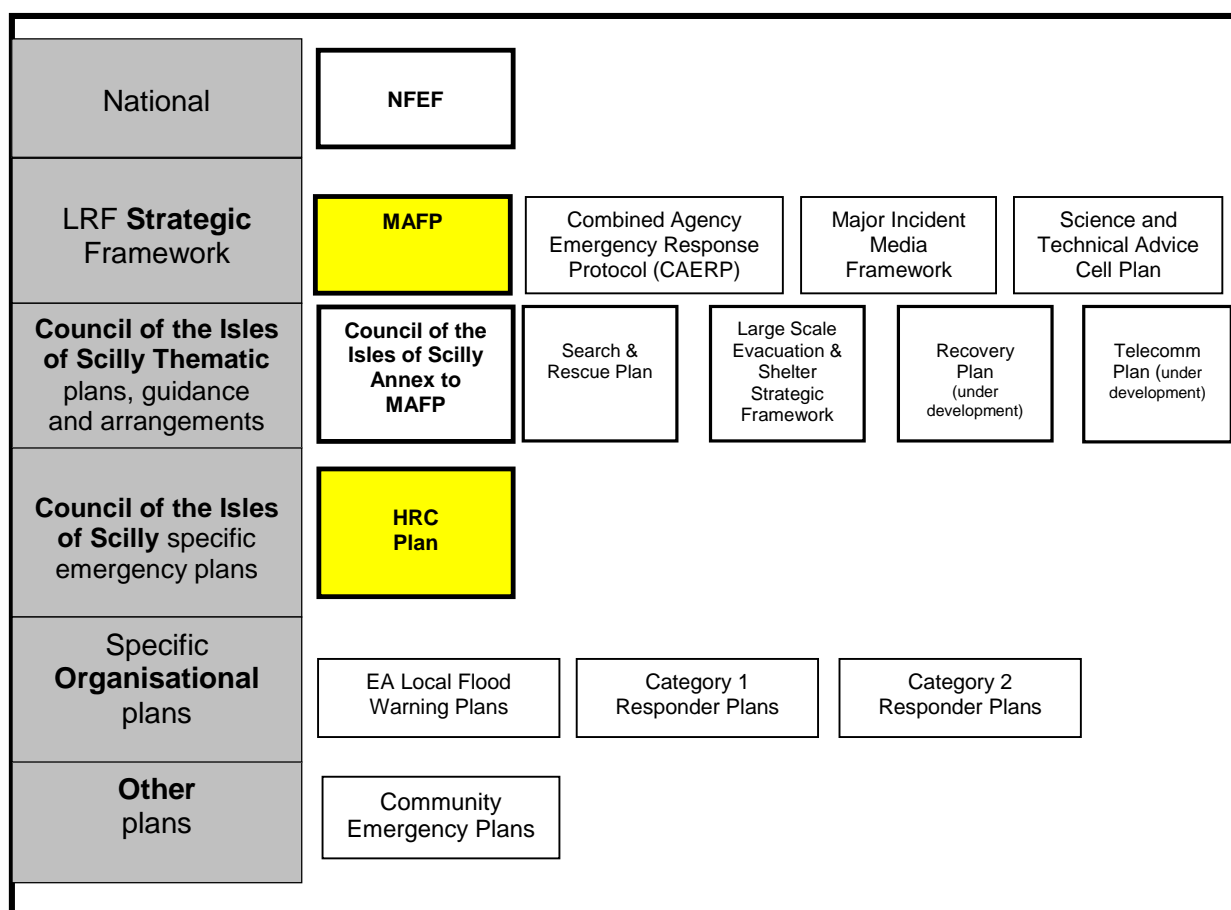 National
NFEF
LRF Strategic
Framework
MAFP
Combined Agency
Emergency Response
Protocol (CAERP)
Major Incident
Media
Framework
Science and
Technical Advice
Cell Plan
Council of the Isles
of Scilly Thematic
plans, guidance
and arrangements
Council of the
Isles of Scilly
Annex to
MAFP
Search &
Rescue Plan
Large Scale
Evacuation &
Shelter
Strategic
Framework
Recovery
Plan
(under
development)
Telecomm
Plan (under
development)
Council of the Isles
of Scilly specific
emergency plans
HRC
Plan
Specific
Organisational
plans
EA Local Flood
Warning Plans
Category 1
Responder Plans
Category 2
Responder Plans
Other
plans
Community
Emergency Plans